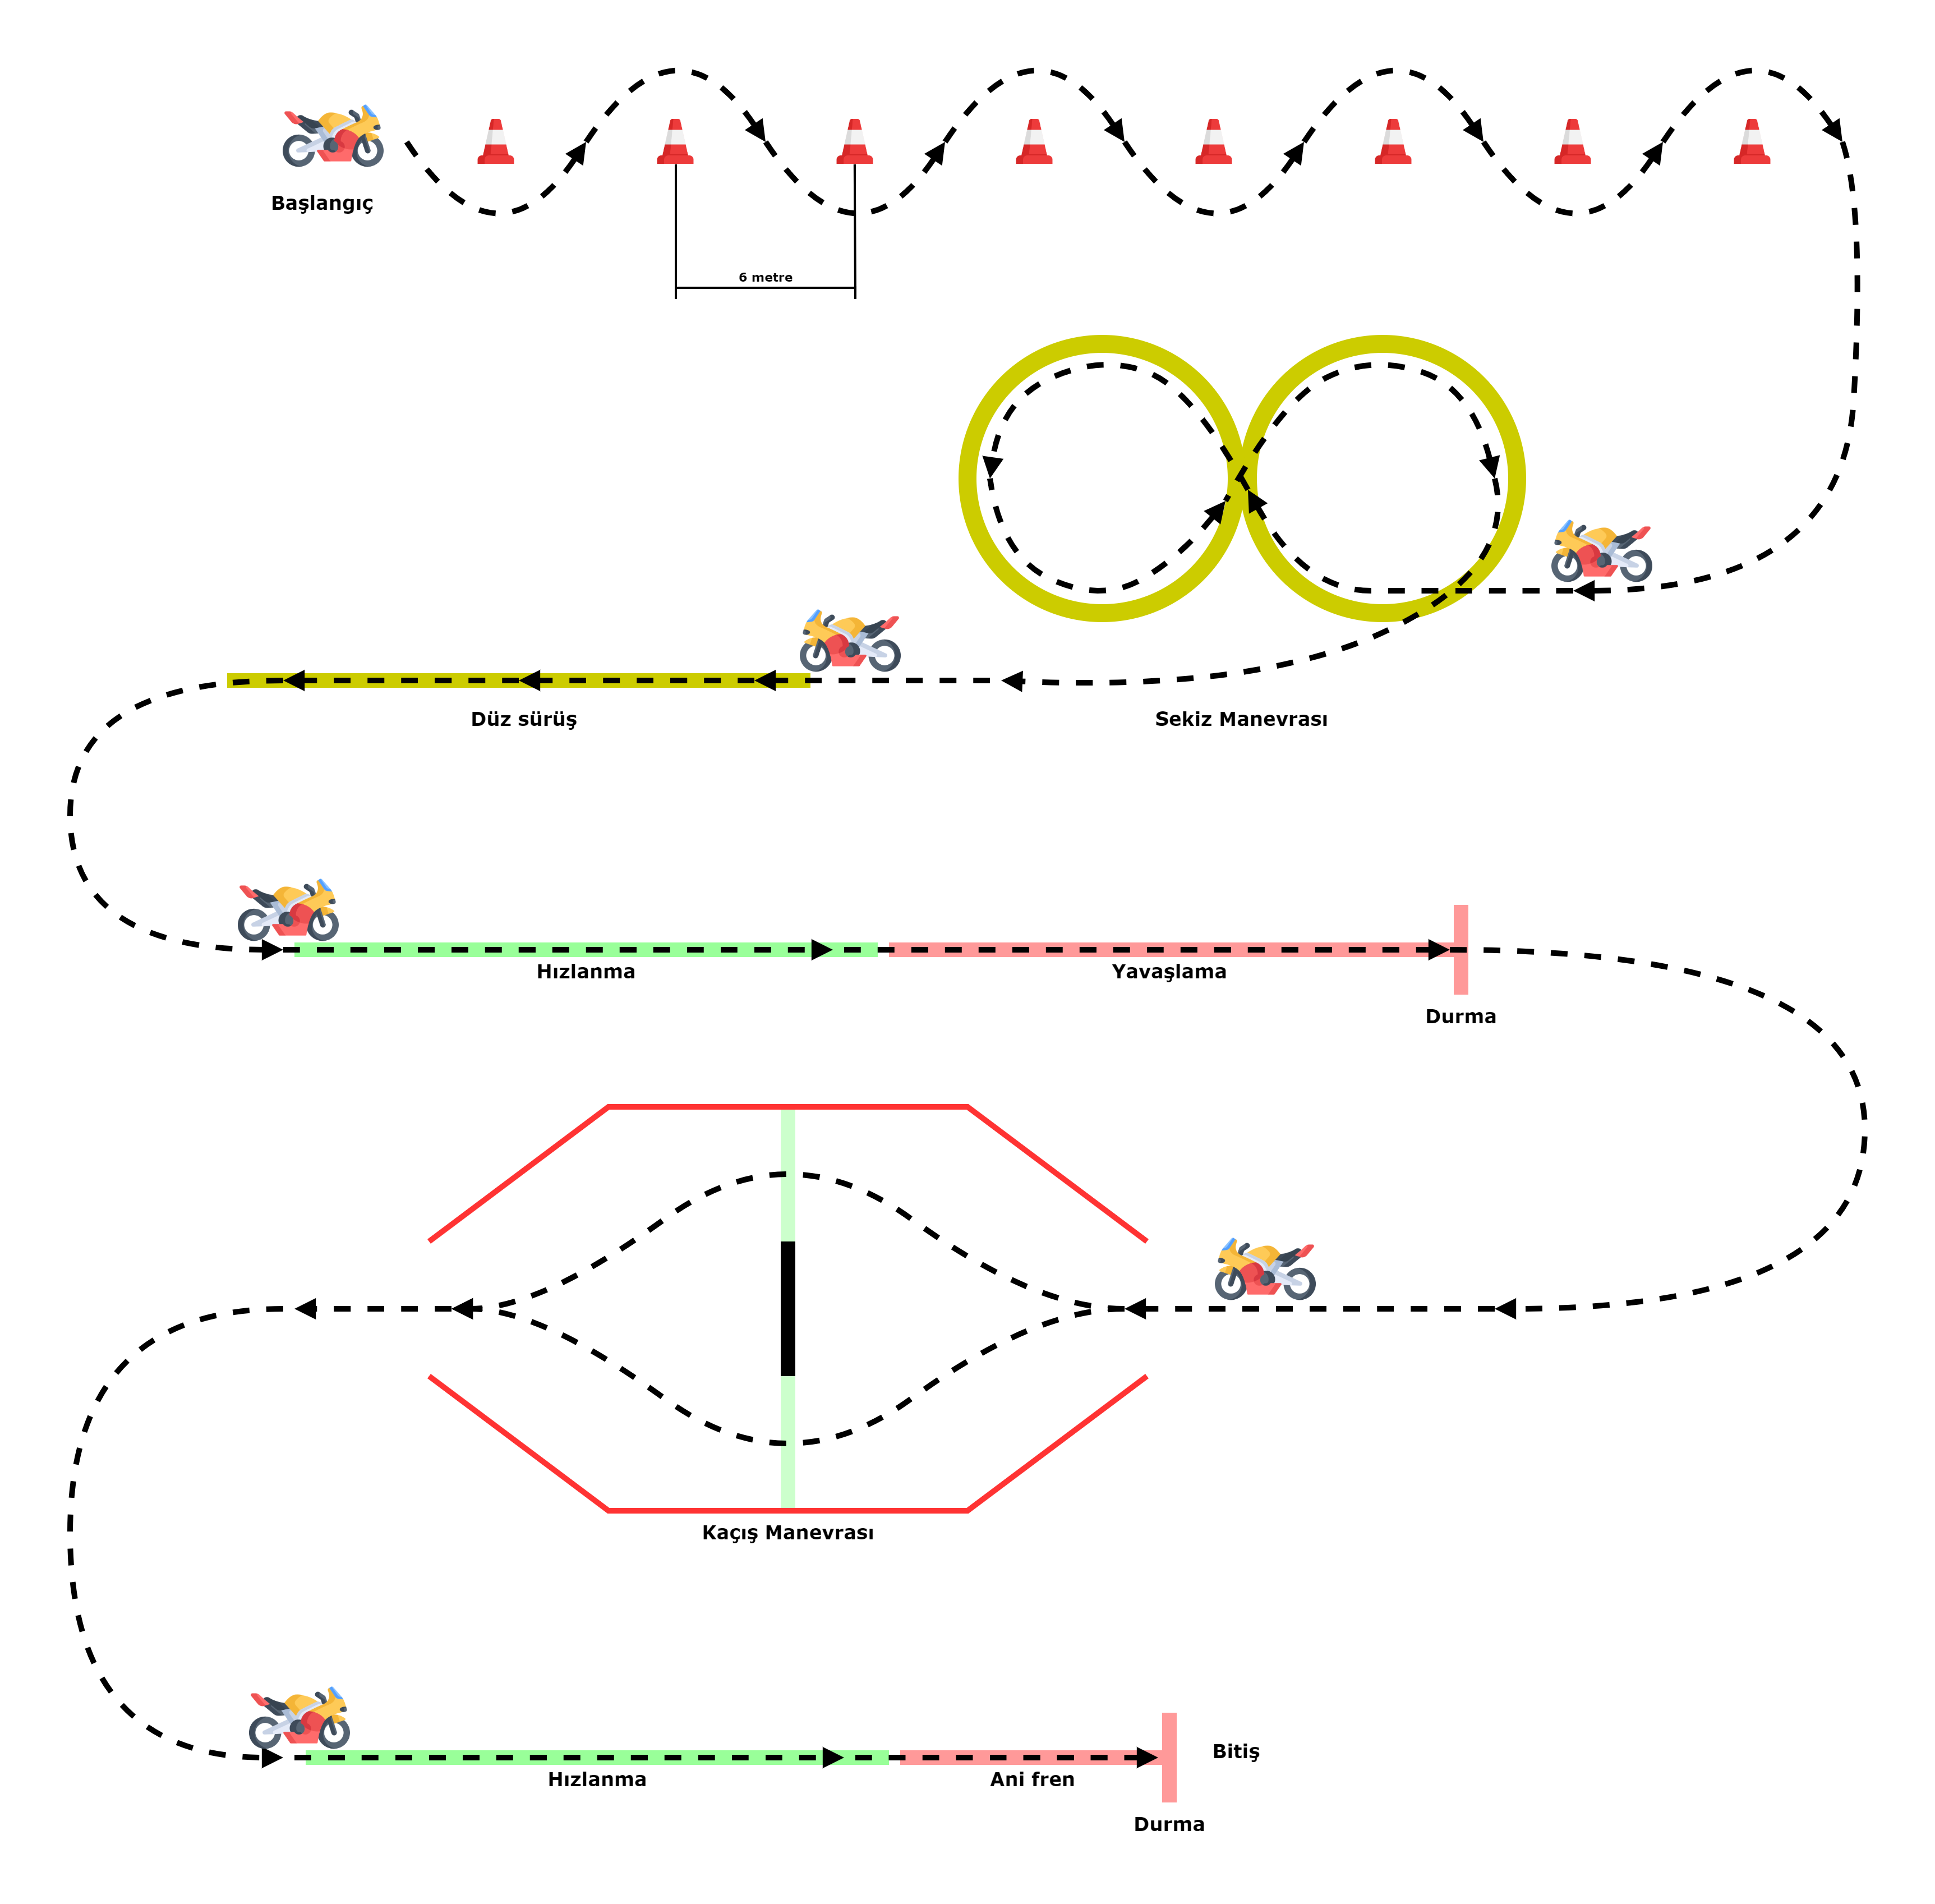 Başlangıç
6 metre
Düz sürüş
Sekiz Manevrası
Hızlanma
Yavaşlama
Durma
Kaçış Manevrası
Hızlanma
Ani fren
Bitiş
Durma